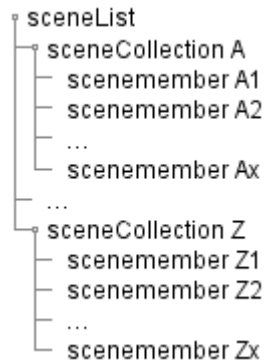 sceneList
sceneCollection A
scenemember A1
scenemember A2
...
scenemember Ax
...
sceneCollection Z
scenemember Z1
scenemember Z2
...
scenemember Zx